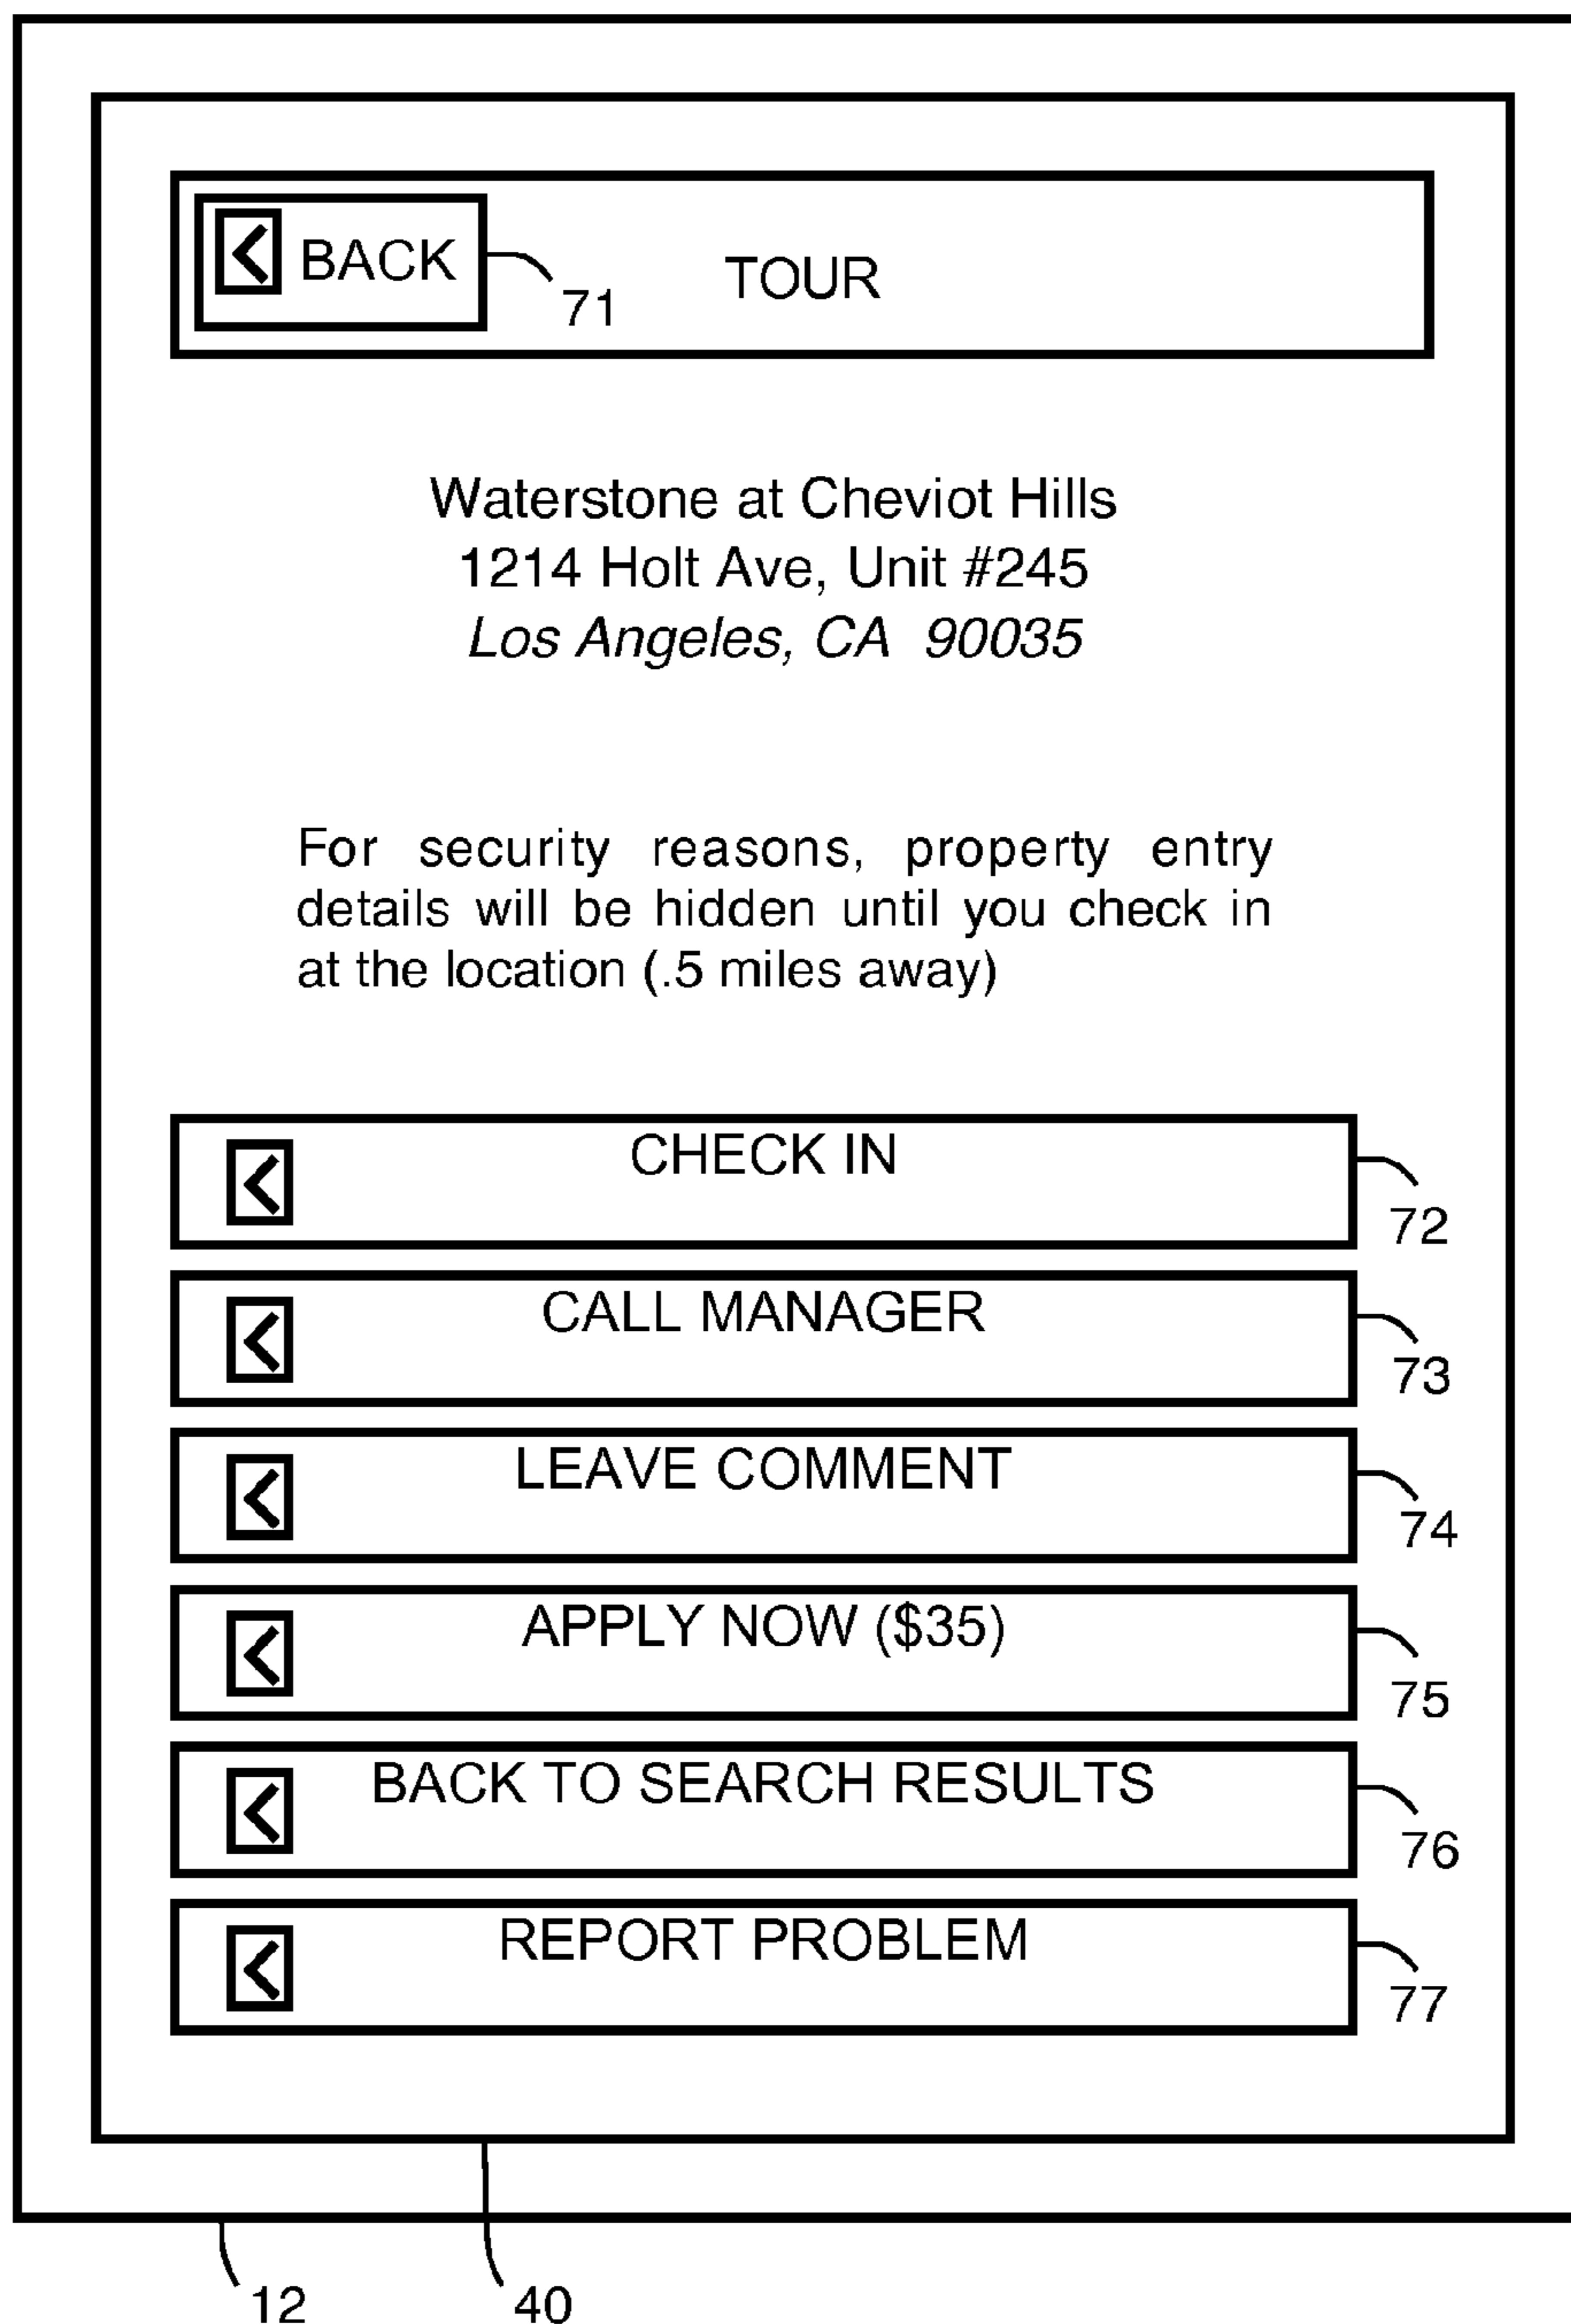 BACK
71
TOUR
Waterstone at Cheviot Hills
1214 Holt Ave, Unit #245
Los Angeles, CA 90035
For security reasons, property entry
details will be hidden until you check in
at the location (.5 miles away)
CHECK IN
72
CALL MANAGER
73
LEAVE COMMENT
74
APPLY NOW ($35)
75
BACK TO SEARCH RESULTS
76
REPORT PROBLEM
77
12
40